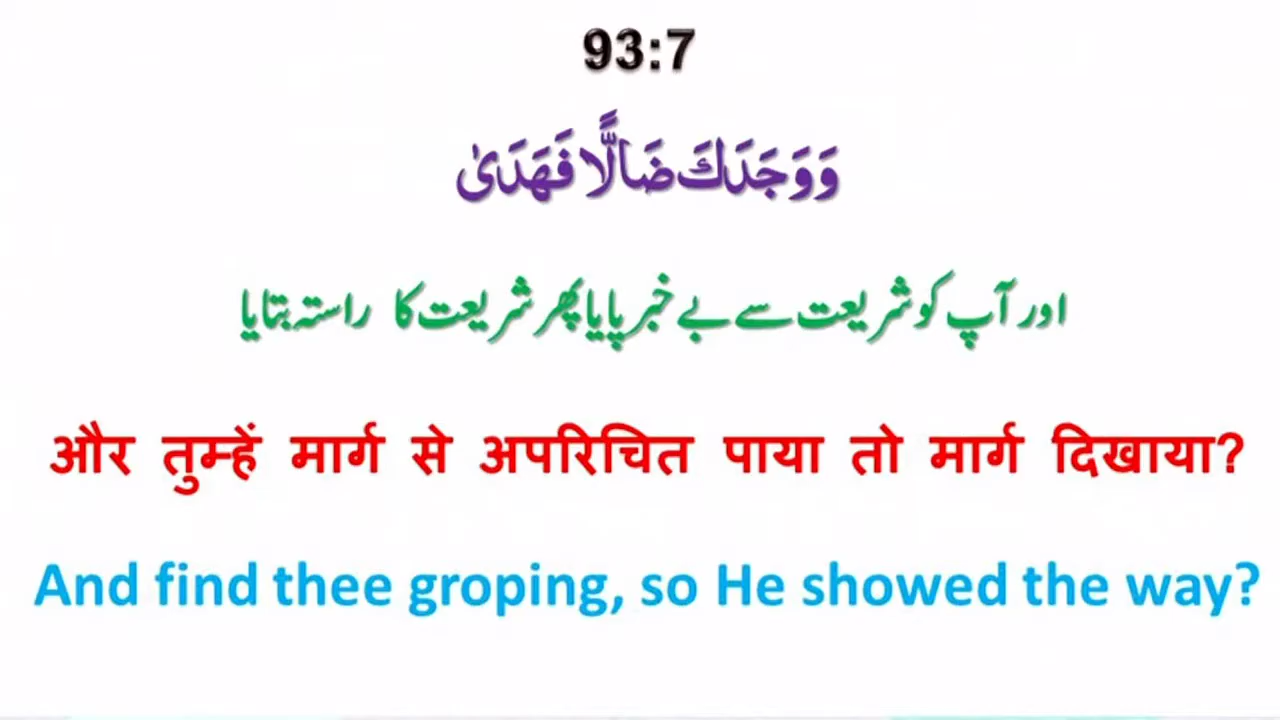 93:7
وَوَجَدَكَ ضَالًّا فَهَدَىٰ
اور آپ کو شریعت سے بے خبر پایا پھر شریعت کا راستہ بتایا
और तुम्हें मार्ग से अपरिचित पाया तो मार्ग दिखाया?
And find thee groping, so He showed the way?